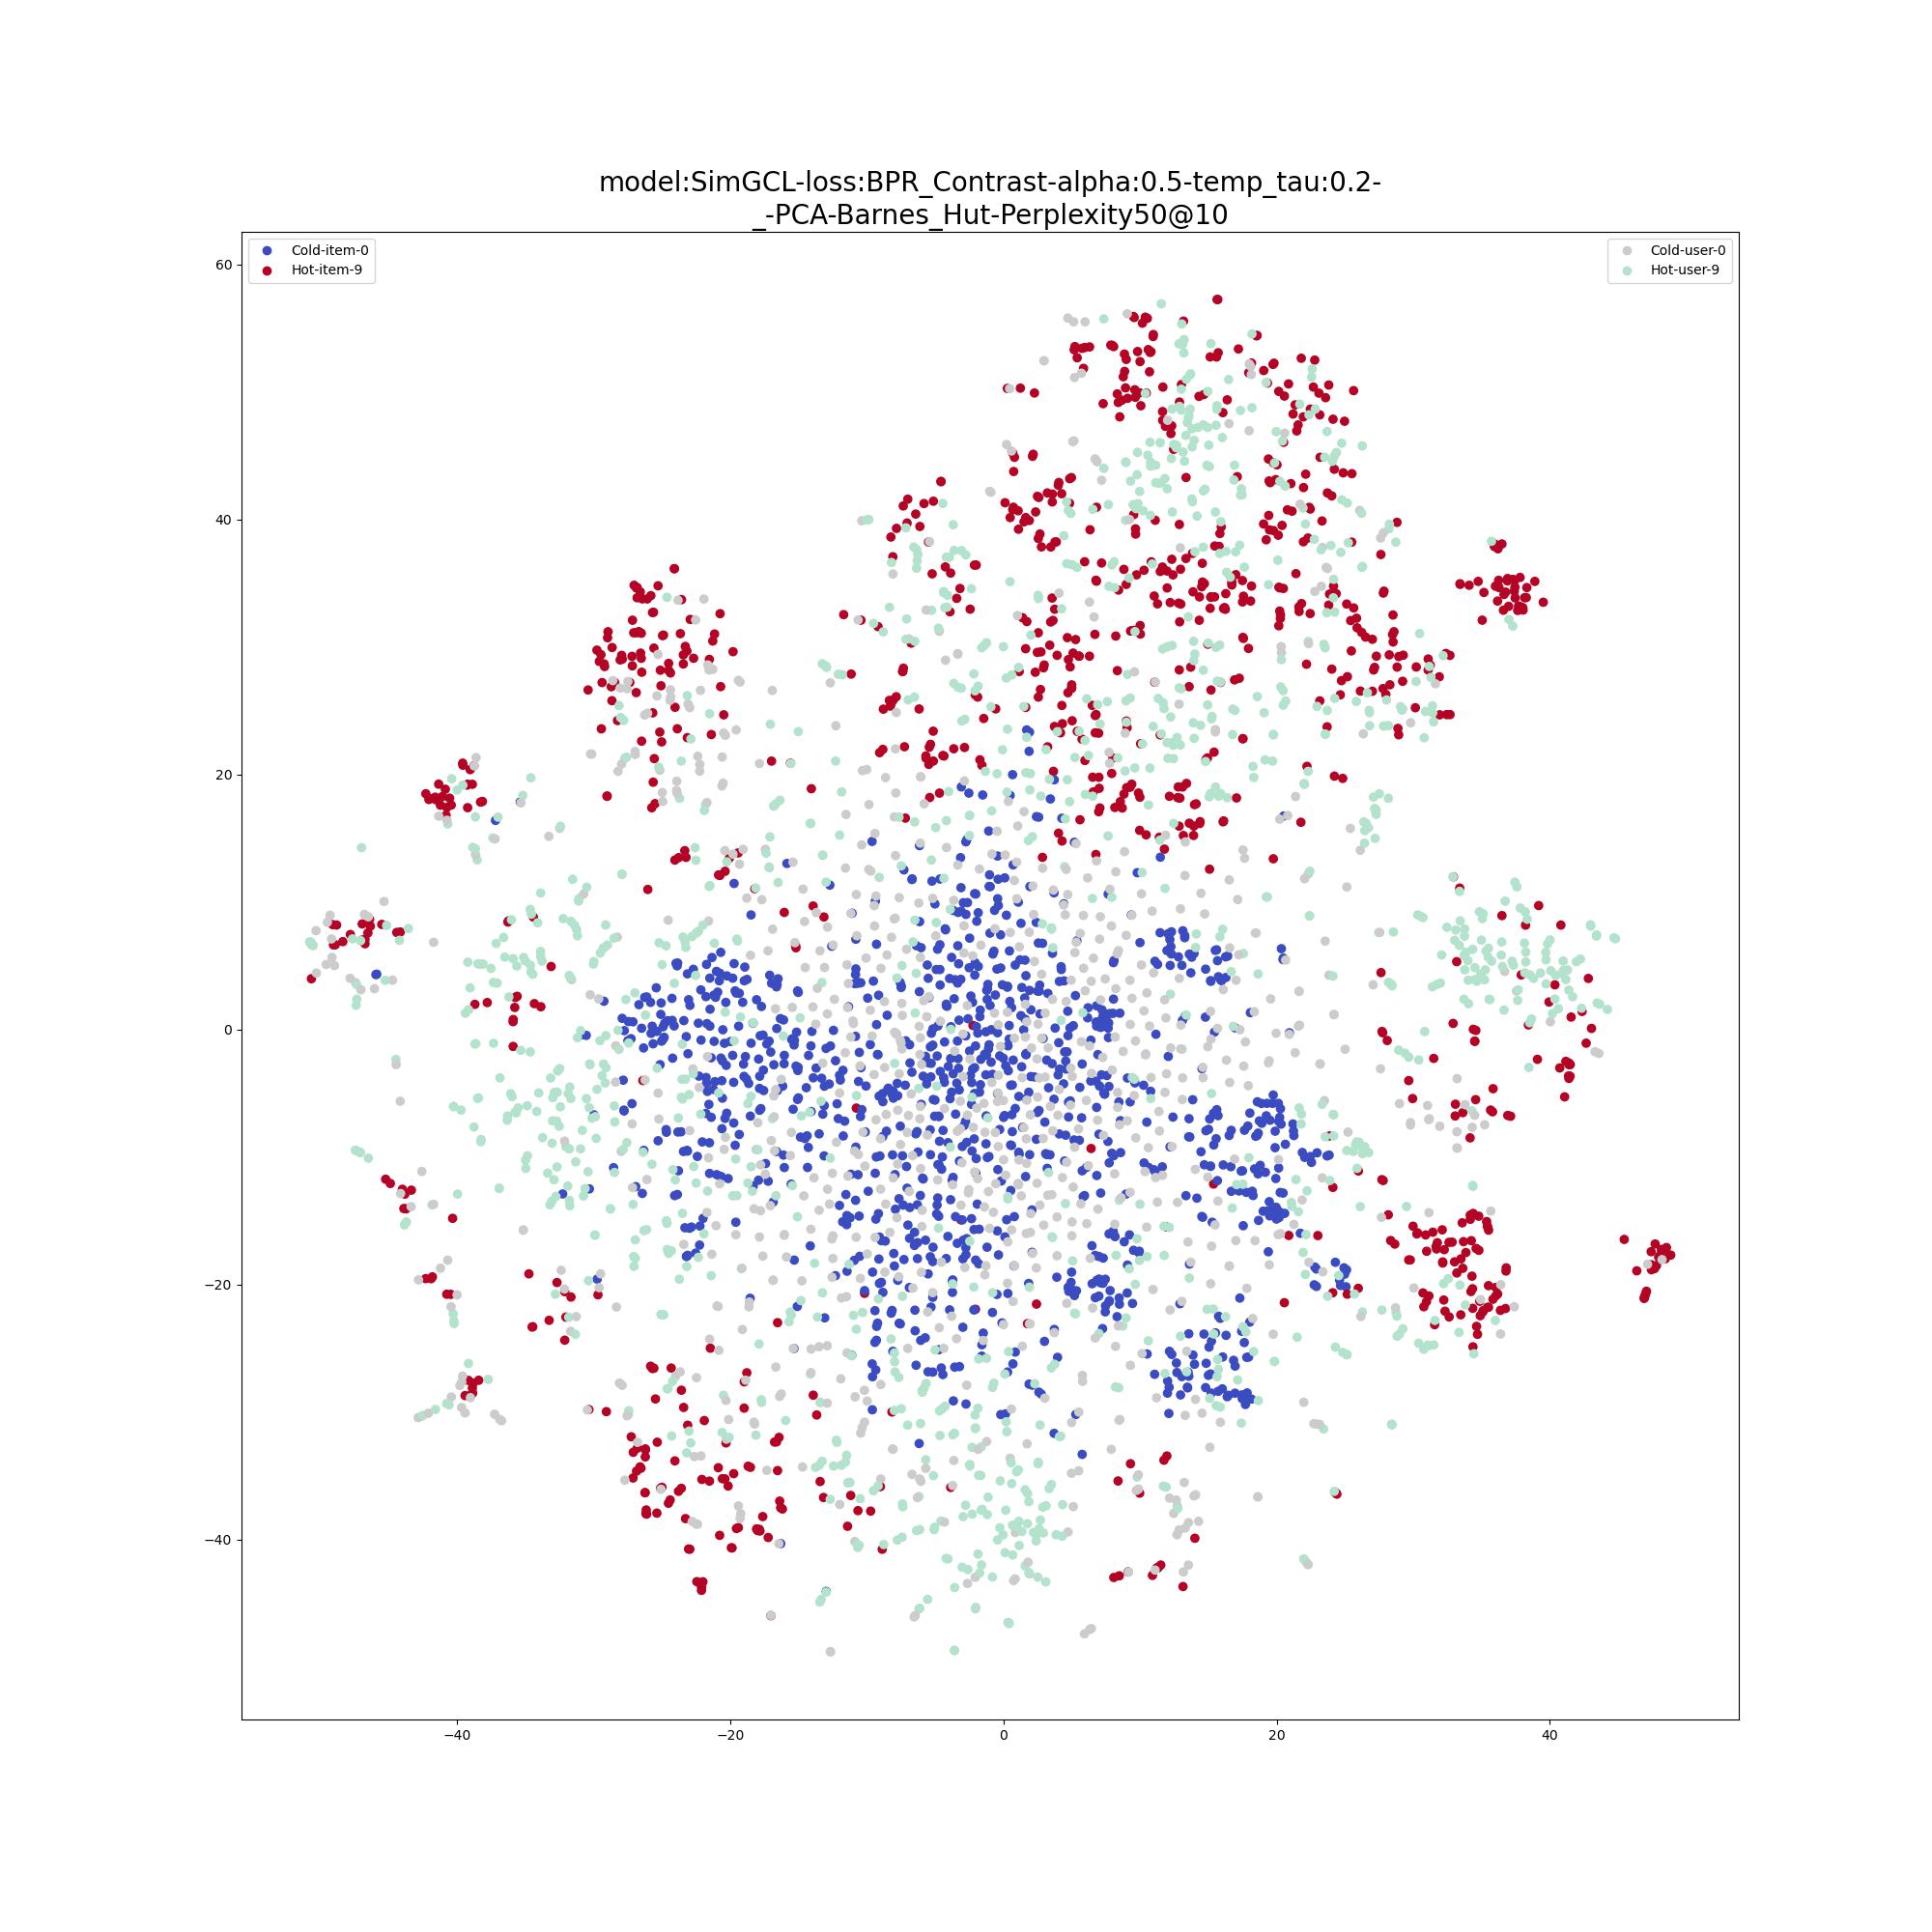 model:SimGCL-loss:BPR_Contrast-alpha:0.5-temp_tau:0.2-
_-PCA-Barnes_Hut-Perplexity50@10
Cold-item-0
Hot-item-9
Cold-user-0
Hot-user-9
60
40
20
0
−20
−40
−40
−20
0
20
40